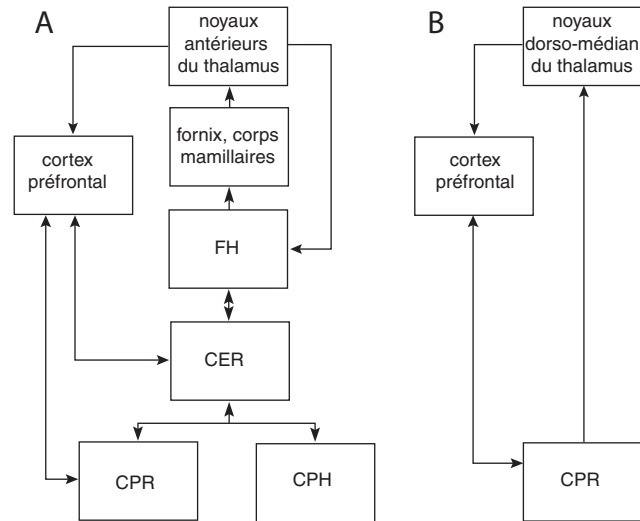 A
noyaux
antérieurs
du thalamus
fornix, corps
mamillaires
cortex
préfrontal
FH
CER
CPR
CPH
B
noyaux
dorso-médian
du thalamus
cortex
préfrontal
CPR